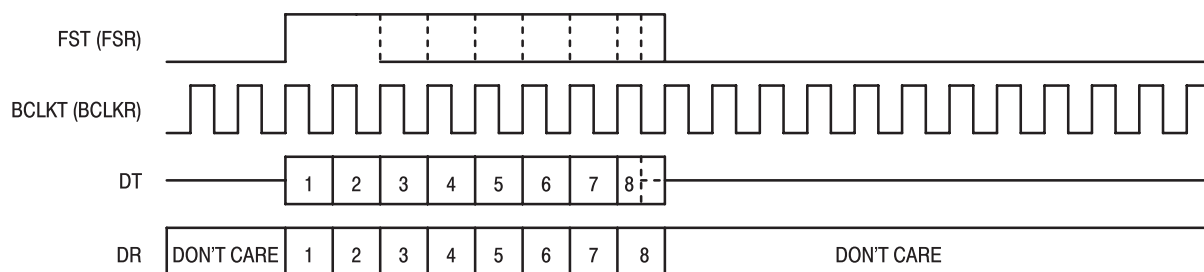 FST (FSR)
BCLKT (BCLKR)
DT 1 2 3 4 5 6 7 8
DR DON'T CARE 1 2 3 4 5 6 7 8 DON'T CARE